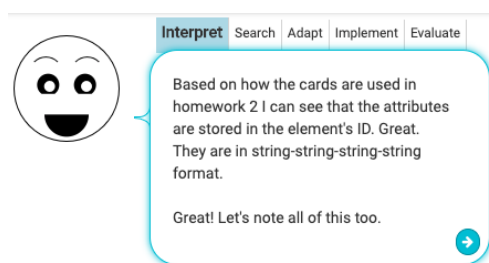 Interpret Search Adapt Implement Evaluate
Based on how the cards are used in
homework 2 I can see that the attributes
are stored in the element's ID. Great.
They are in string-string-string-string
format.
Great! Let's note all of this too.